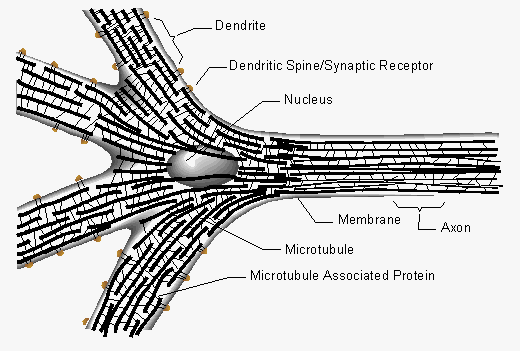 Dendrite
Dendritic Spine/Synaptic Receptor
Nucleus
Membrane
Axon
Microtubule
Microtubule Associated Protein